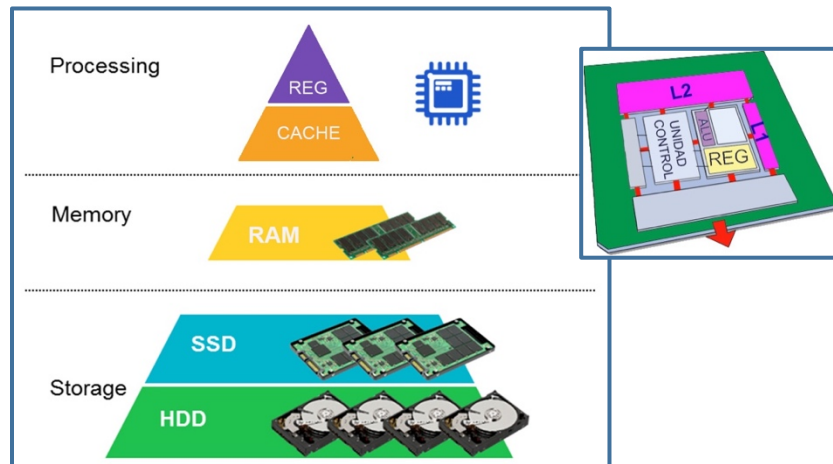 Processing
REG
CACHE
Memory
RAM
Storage
SSD
HDD
L2
UNIDAD
CONTROL
ALU
L1
REG